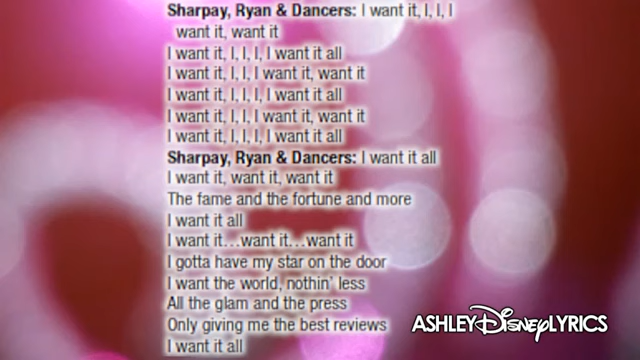 Sharpay, Ryan & Dancers: I want it, I, I, I
want it, want it
I want it, I, I, I, I want it all
I want it, I, I, I want it, want it
I want it, I, I, I, I want it all
I want it, I, I, I want it, want it
I want it, I, I, I, I want it all
Sharpay, Ryan & Dancers: I want it all
I want it, want it, want it
The fame and the fortune and more
I want it all
I want it...want it...want it
I gotta have my star on the door
I want the world, nothin' less
All the glam and the press
Only giving me the best reviews
I want it all
ASHLEYDisneyLYRICS